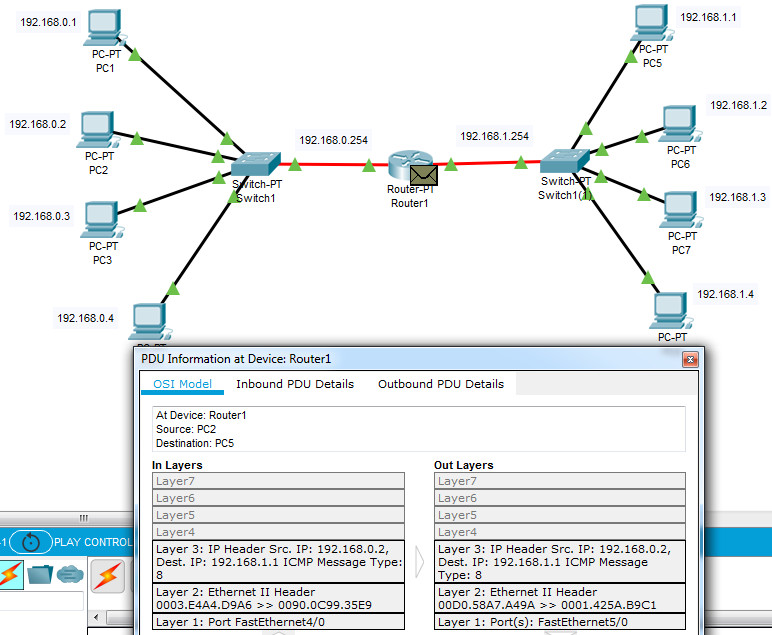 192.168.0.1
PC-PT
PC1
192.168.0.2
PC-PT
PC2
192.168.0.3
PC-PT
PC3
192.168.0.4
Switch-PT
Switch1
192.168.0.254
Router-PT
Router1
192.168.1.254
Switch-PT
Switch1(1)
192.168.1.1
PC-PT
PC5
192.168.1.2
PC-PT
PC6
192.168.1.3
PC-PT
PC7
192.168.1.4
PC-PT
PDU Information at Device: Router1
OSI Model Inbound PDU Details Outbound PDU Details
At Device: Router1
Source: PC2
Destination: PC5
In Layers
Layer7
Layer6
Layer5
Layer4
Layer 3: IP Header Src. IP: 192.168.0.2,
Dest. IP: 192.168.1.1 ICMP Message Type:
8
Layer 2: Ethernet II Header
0003.E4A4.D9A6 >> 0090.0C99.35E9
Layer 1: Port FastEthernet4/0
Out Layers
Layer7
Layer6
Layer5
Layer4
Layer 3: IP Header Src. IP: 192.168.0.2,
Dest. IP: 192.168.1.1 ICMP Message
Type: 8
Layer 2: Ethernet II Header
00D0.58A7.A49A >> 0001.425A.B9C1
Layer 1: Port(s): FastEthernet5/0
PLAY CONTROL